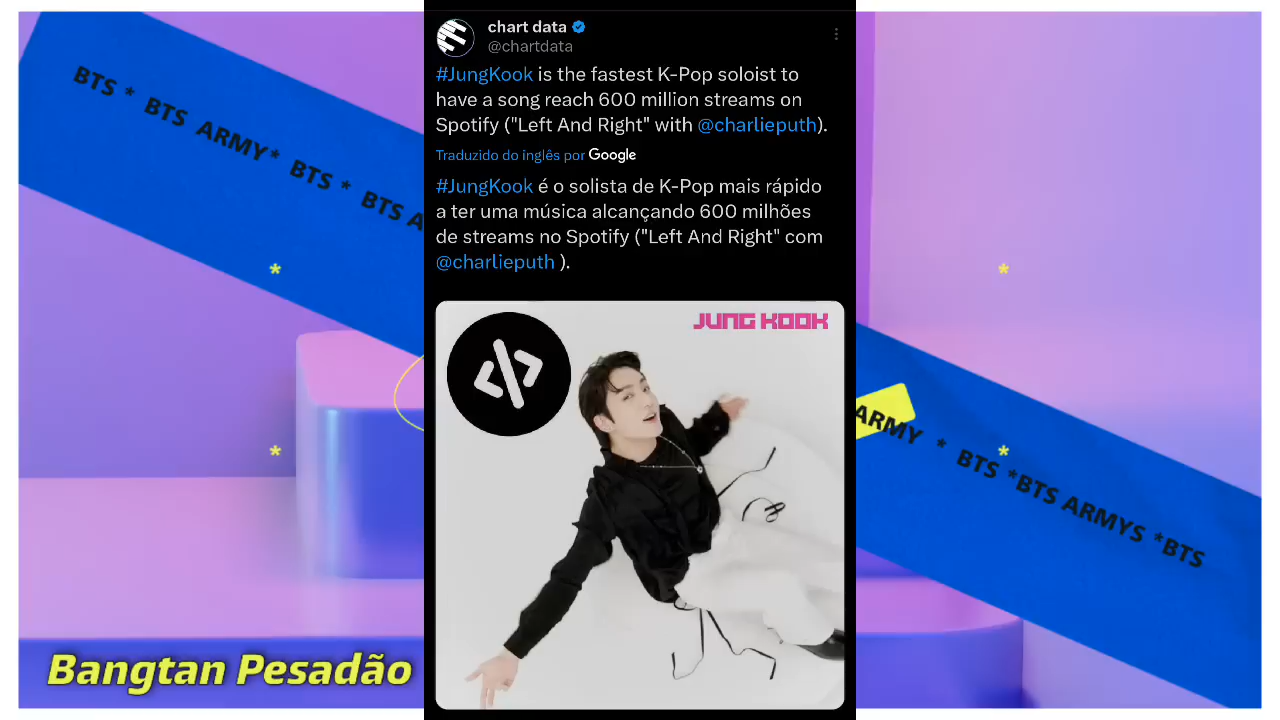 BTS * BTS ARMY* BTS * BTS A
chart data
@chartdata
#JungKook is the fastest K-Pop soloist to
have a song reach 600 million streams on
Spotify ("Left And Right" with @charlieputh).
Traduzido do inglês por Google
#JungKook é o solista de K-Pop mais rápido
a ter uma música alcançando 600 milhões
de streams no Spotify ("Left And Right" com
@charlieputh ).
JUNG KOOK
ARMY * BTS *BTS ARMYS *BTS
Bangtan Pesadão